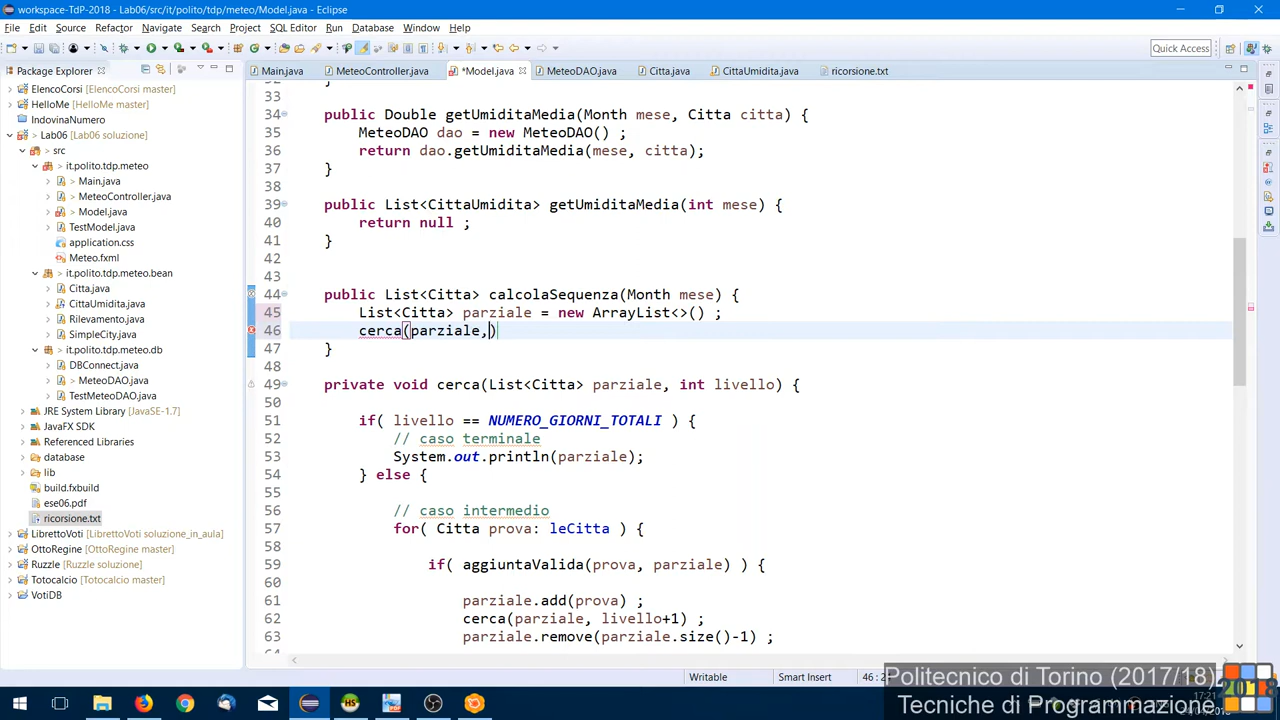 workspace-TdP-2018 - Lab06/src/it/polito/tdp/meteo/Model.java - Eclipse
File Edit Source Refactor Navigate Search Project SQL Editor Run Database Window Help
Quick Access
Package Explorer
Main.java MeteoController.java *Model.java MeteoDAO.java Citta.java CittaUmidita.java ricorsione.txt
ElencoCorsi [ElencoCorsi master]
HelloMe [HelloMe master]
IndovinaNumero
> Lab06 [Lab06 soluzione]
> src
> it.polito.tdp.meteo
> Main.java
> MeteoController.java
> Model.java
TestModel.java
application.css
Meteo.fxml
> it.polito.tdp.meteo.bean
Citta.java
CittaUmidita.java
Rilevamento.java
SimpleCity.java
> it.polito.tdp.meteo.db
DBConnect.java
> MeteoDAO.java
TestMeteoDAO.java
JRE System Library [JavaSE-1.7]
JavaFX SDK
Referenced Libraries
database
lib
build.fxbuild
ese06.pdf
ricorsione.txt
LibrettoVoti [LibrettoVoti soluzione_in_aula]
OttoRegine [OttoRegine master]
Ruzzle [Ruzzle soluzione]
Totocalcio [Totocalcio master]
VotiDB
32 }
33
34 public Double getUmiditaMedia(Month mese, Citta citta) {
35 MeteoDAO dao = new MeteoDAO() ;
36 return dao.getUmiditaMedia(mese, citta);
37 }
38
39 public List<CittaUmidita> getUmiditaMedia(int mese) {
40 return null ;
41 }
42
43
44 public List<Citta> calcolaSequenza(Month mese) {
45 List<Citta> parziale = new ArrayList<>() ;
46 cerca(parziale,)
47 }
48
49 private void cerca(List<Citta> parziale, int livello) {
50
51 if( livello == NUMERO_GIORNI_TOTALI ) {
52 // caso terminale
53 System.out.println(parziale);
54 } else {
55
56 // caso intermedio
57 for( Citta prova: leCitta ) {
58
59 if( aggiuntaValida(prova, parziale) ) {
60
61 parziale.add(prova) ;
62 cerca(parziale, livello+1) ;
63 parziale.remove(parziale.size()-1) ;
Writable Smart Insert 46 : 2
Politecnico di Torino (2017/18)
Tecniche di Programmazione
2018
17:21